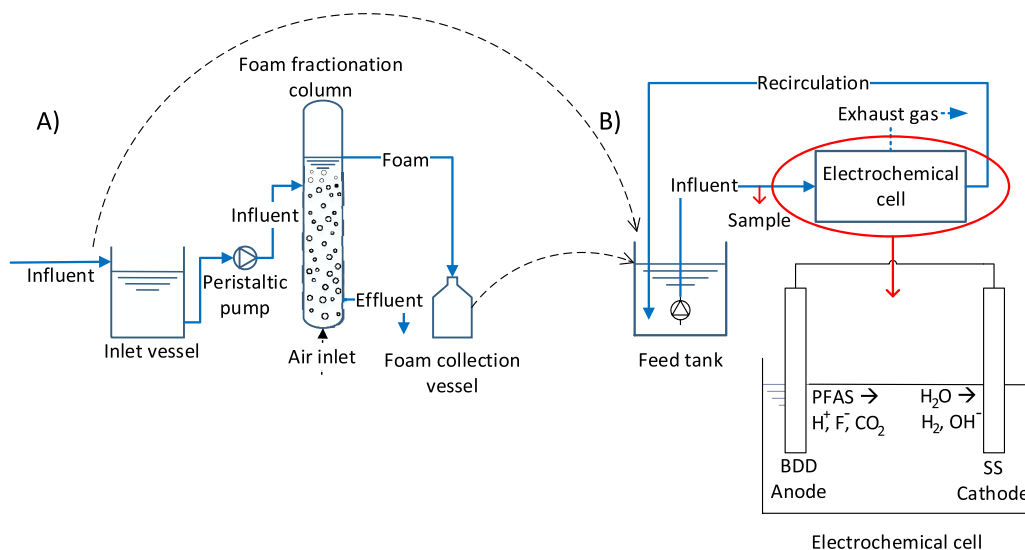 A)
Foam fractionation
column
Foam
Influent
Influent
Peristaltic
pump
Inlet vessel
Effluent
Air inlet
Foam collection
vessel
B)
Recirculation
Exhaust gas
Influent
Electrochemical
cell
Sample
Feed tank
PFAS →
H⁺, F⁻, CO₂
H₂O →
H₂, OH⁻
BDD
Anode
SS
Cathode
Electrochemical cell